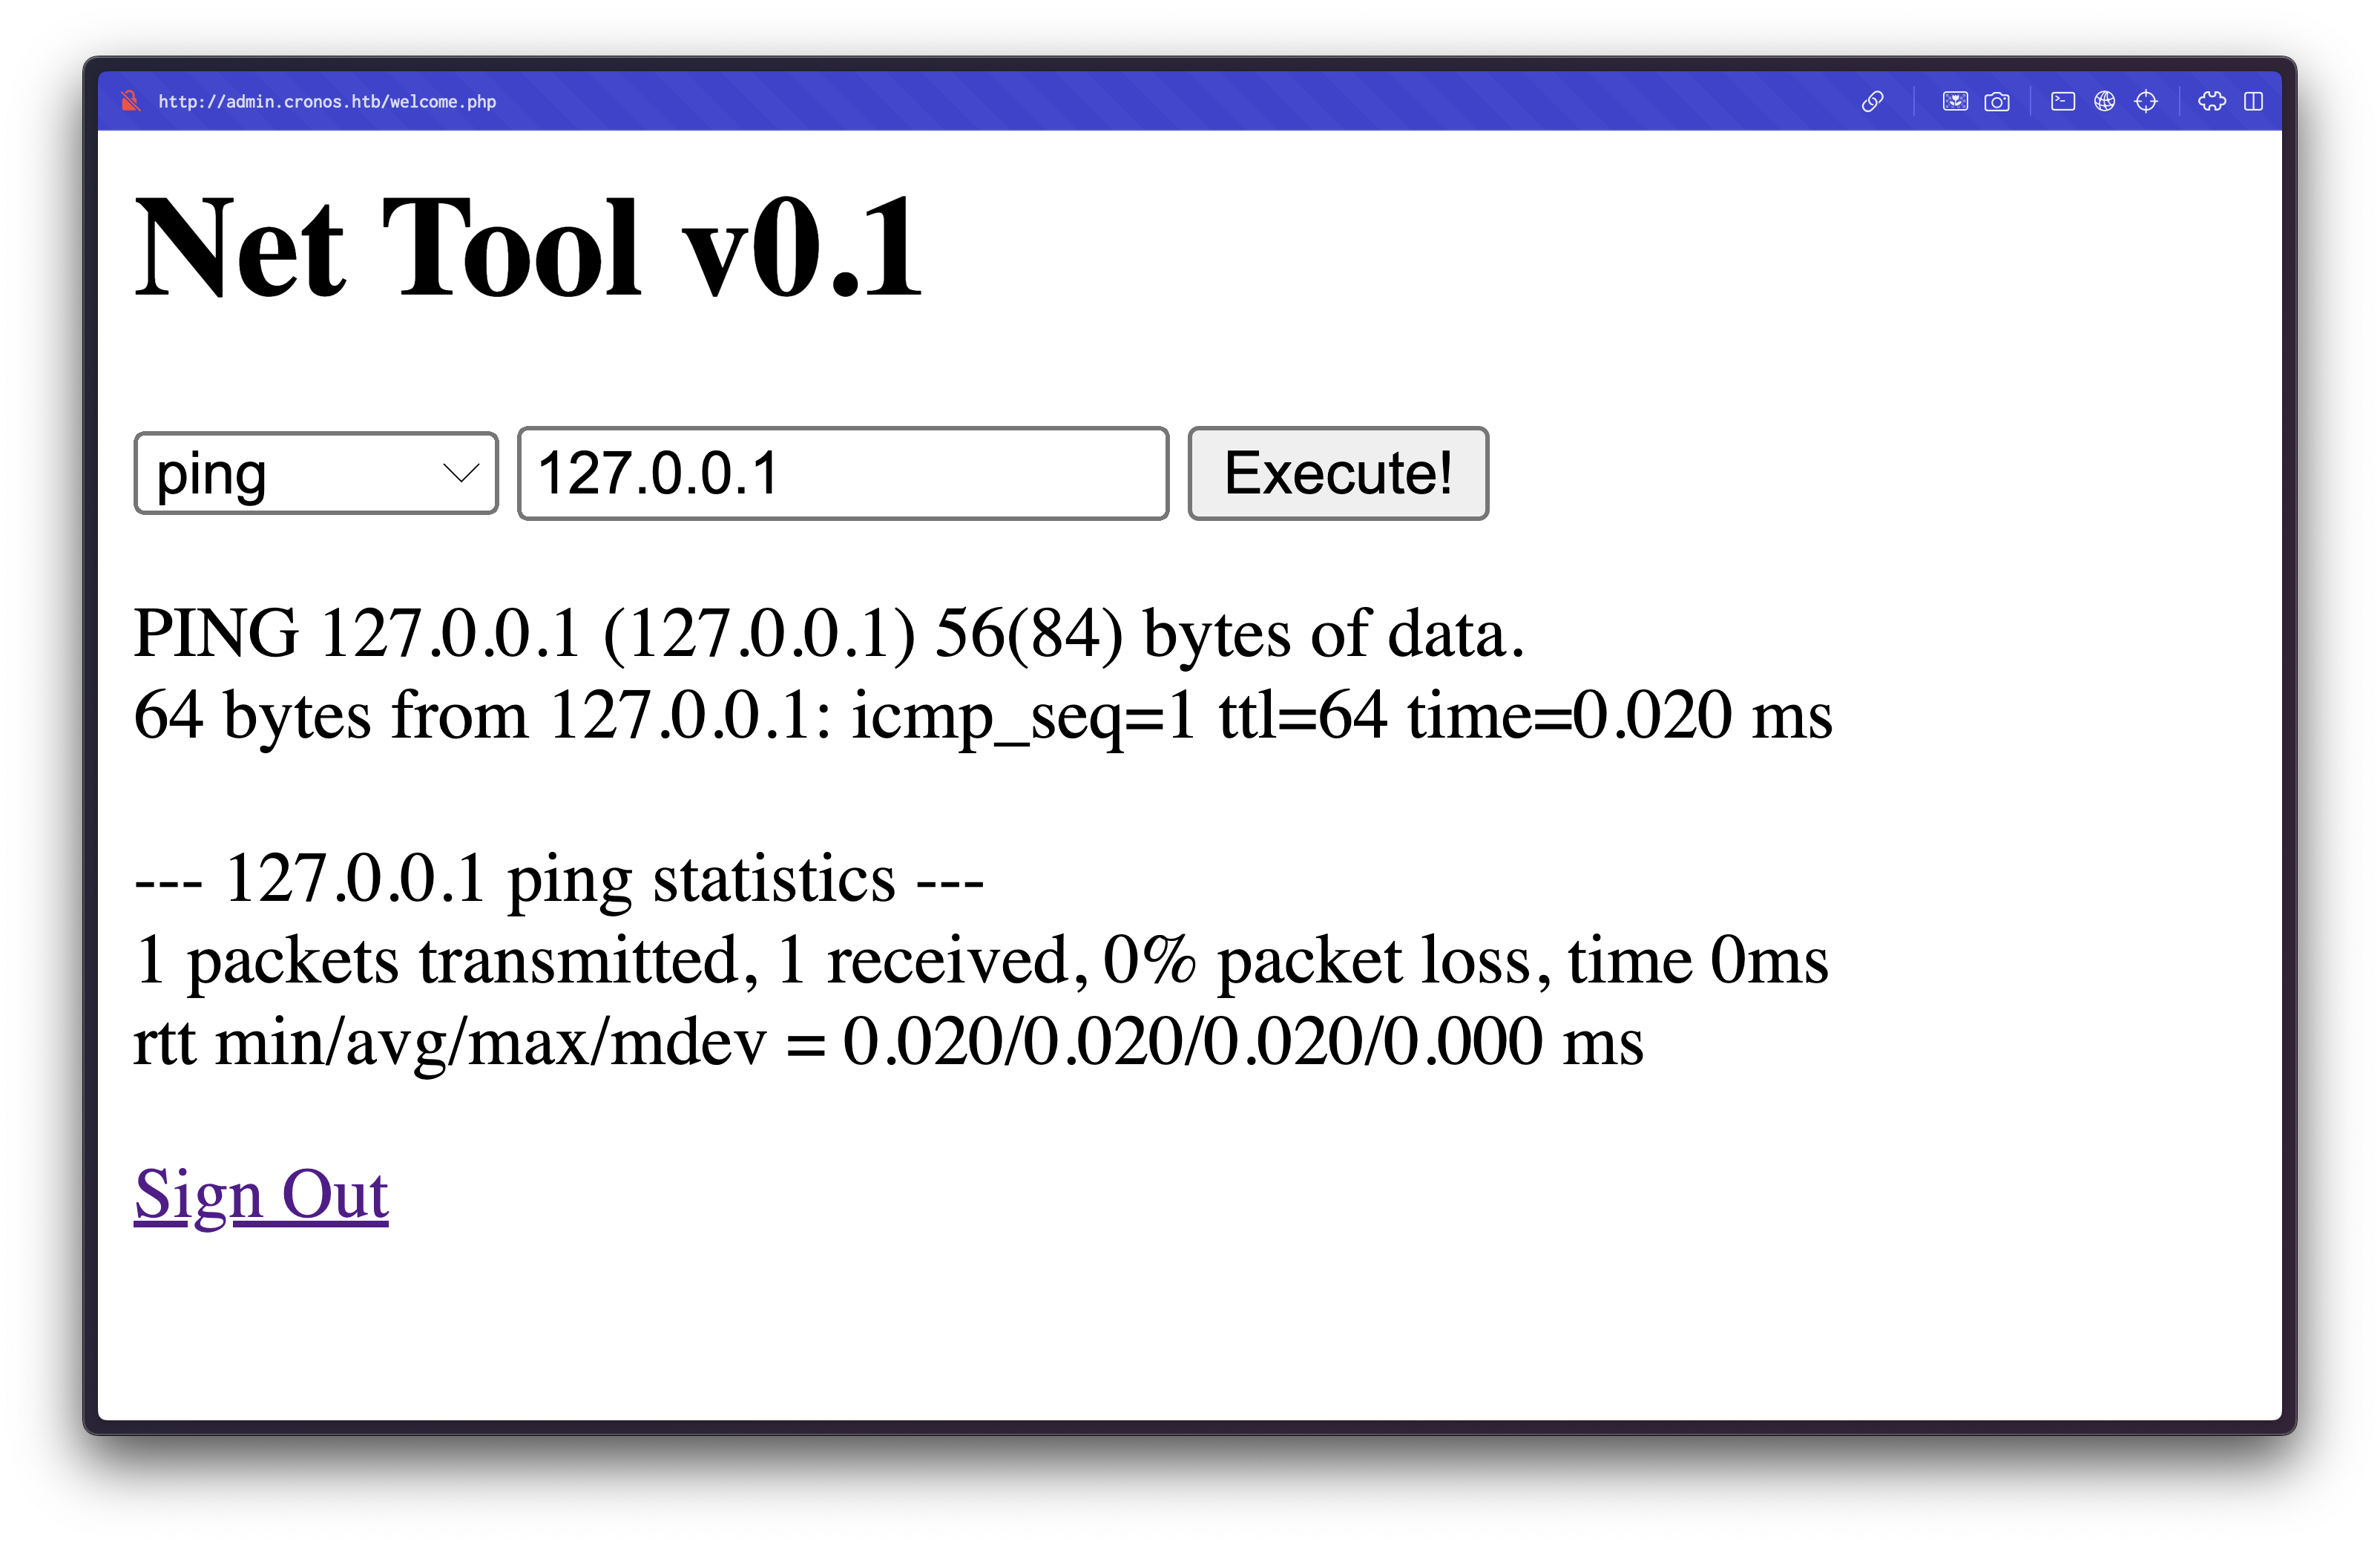 http://admin.cronos.htb/welcome.php
Net Tool v0.1
ping 127.0.0.1 Execute!
PING 127.0.0.1 (127.0.0.1) 56(84) bytes of data.
64 bytes from 127.0.0.1: icmp_seq=1 ttl=64 time=0.020 ms
--- 127.0.0.1 ping statistics ---
1 packets transmitted, 1 received, 0% packet loss, time 0ms
rtt min/avg/max/mdev = 0.020/0.020/0.020/0.000 ms
Sign Out